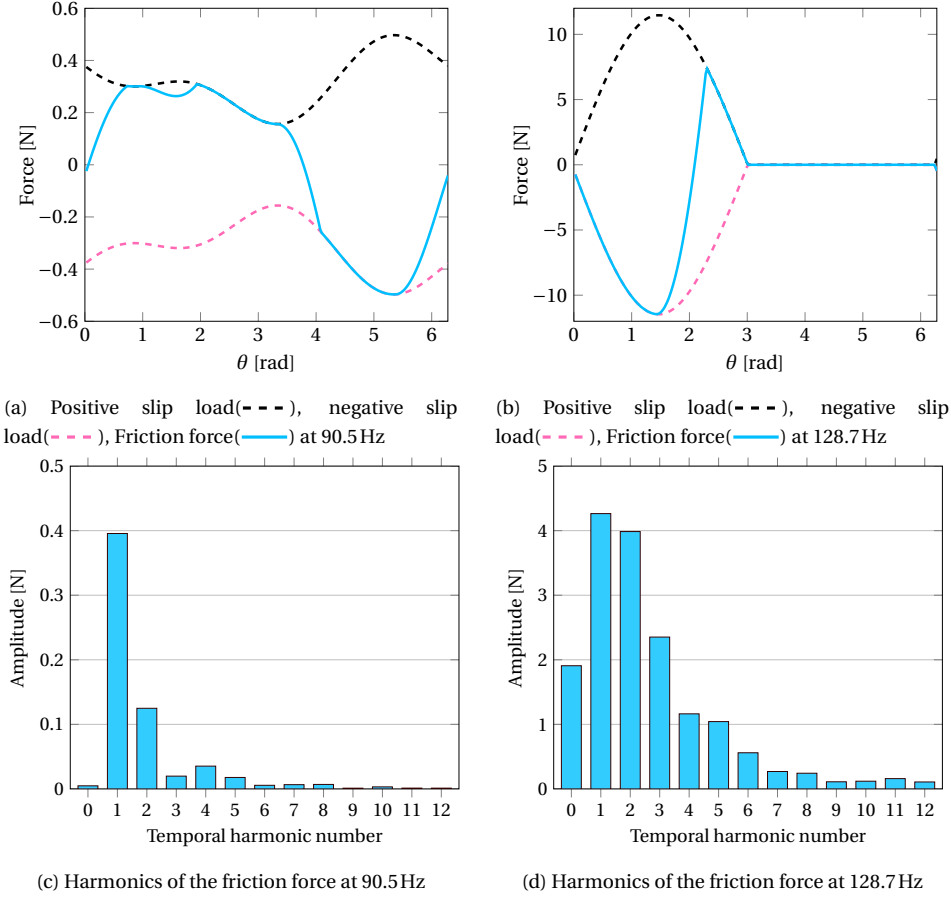 0.6
0.4
0.2
0
−0.2
−0.4
−0.6
Force [N]
0 1 2 3 4 5 6
θ [rad]
10
5
0
−5
−10
Force [N]
0 1 2 3 4 5 6
θ [rad]
(a) Positive slip load( ), negative slip
load( ), Friction force( ) at 90.5 Hz
(b) Positive slip load( ), negative slip
load( ), Friction force( ) at 128.7 Hz
0.5
0.4
0.3
0.2
0.1
0
Amplitude [N]
0 1 2 3 4 5 6 7 8 9 10 11 12
Temporal harmonic number
5
4
3
2
1
0
Amplitude [N]
0 1 2 3 4 5 6 7 8 9 10 11 12
Temporal harmonic number
(c) Harmonics of the friction force at 90.5 Hz
(d) Harmonics of the friction force at 128.7 Hz